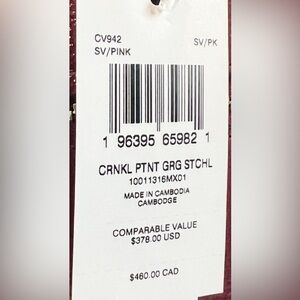 CV942
SV/PINK SV/PK
1 96395 65982 1
CRNKL PTNT GRG STCHL
10011316MX01
MADE IN CAMBODIA
CAMBODGE
COMPARABLE VALUE
$378.00 USD
$460.00 CAD